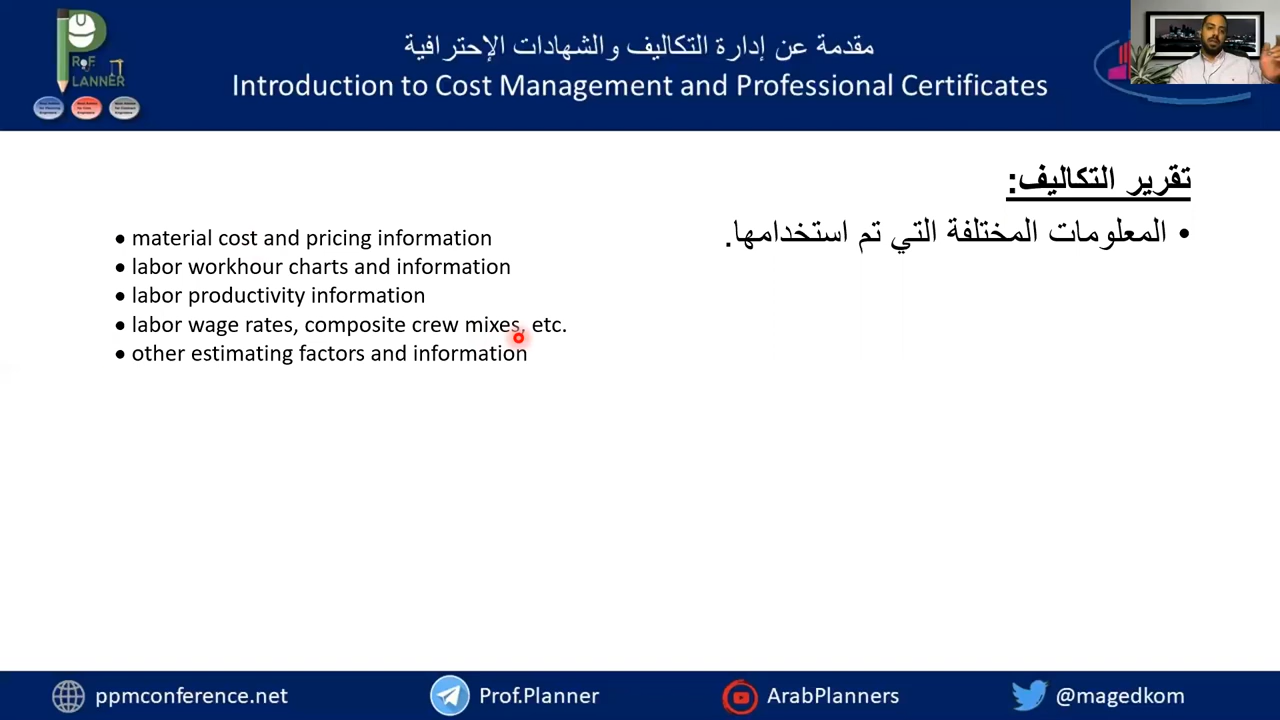 مقدمة عن إدارة التكاليف والشهادات الإحترافية
Introduction to Cost Management and Professional Certificates
PLANNER
تقرير التكاليف:
• المعلومات المختلفة التي تم استخدامها.
• material cost and pricing information
• labor workhour charts and information
• labor productivity information
• labor wage rates, composite crew mixes, etc.
• other estimating factors and information
ppmconference.net
Prof.Planner
ArabPlanners
@magedkom